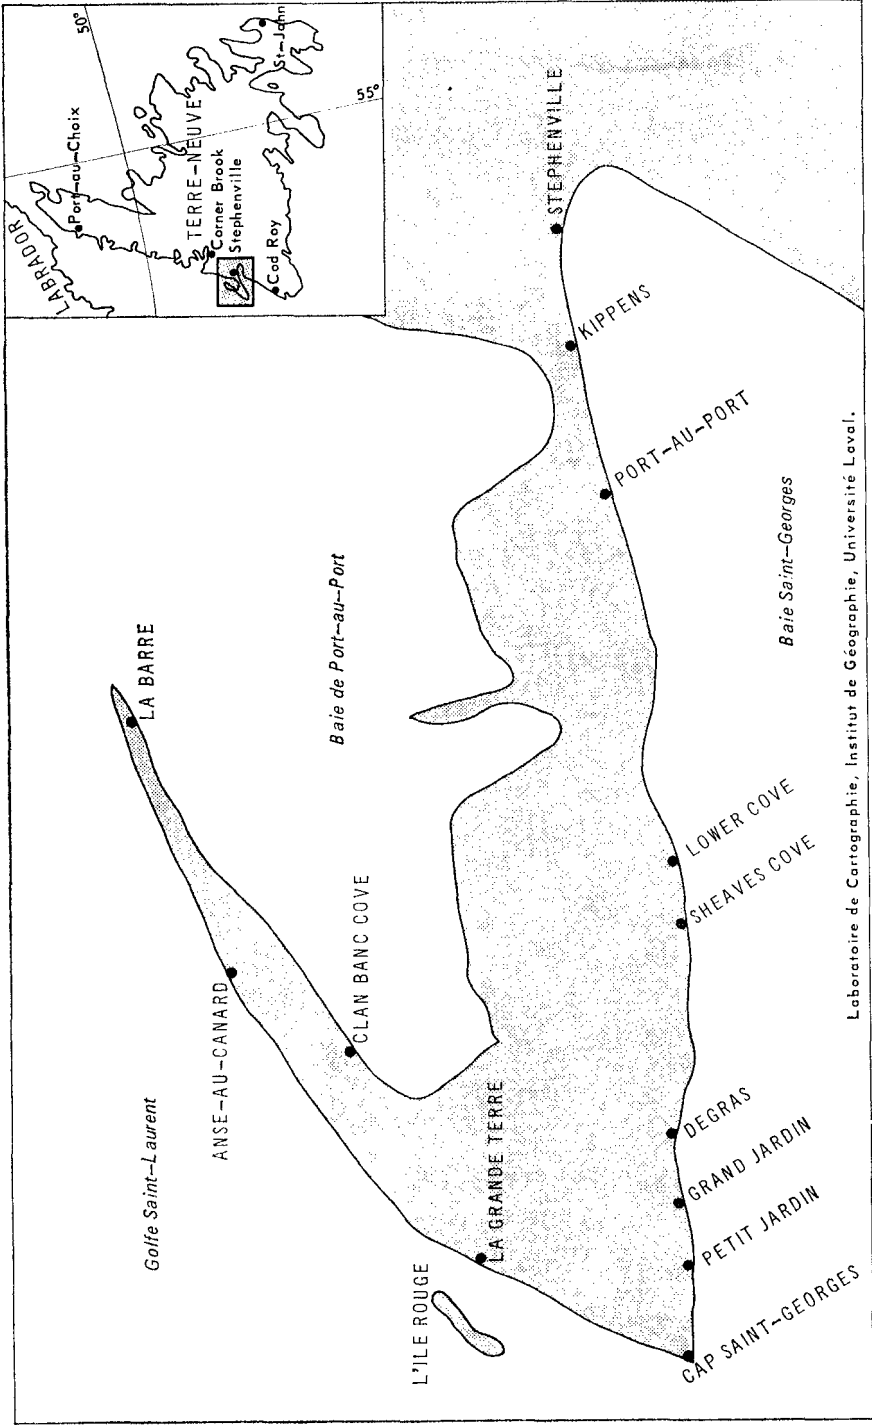 50°
LABRADOR
Port-au-Choix
TERRE-NEUVE
St-Jean
Corner Brook
Stephenville
Cod Roy
55°
Golfe Saint-Laurent
LA BARRE
Baie de Port-au-Port
ANSE-AU-CANARD
CLAN BANC COVE
L'ILE ROUGE
LA GRANDE TERRE
STEPHENVILLE
KIPPENS
PORT-AU-PORT
Baie Saint-Georges
LOWER COVE
SHEAVES COVE
DEGRAS
GRAND JARDIN
PETIT JARDIN
CAP SAINT-GEORGES
Laboratoire de Cartographie, Institut de Géographie, Université Laval.